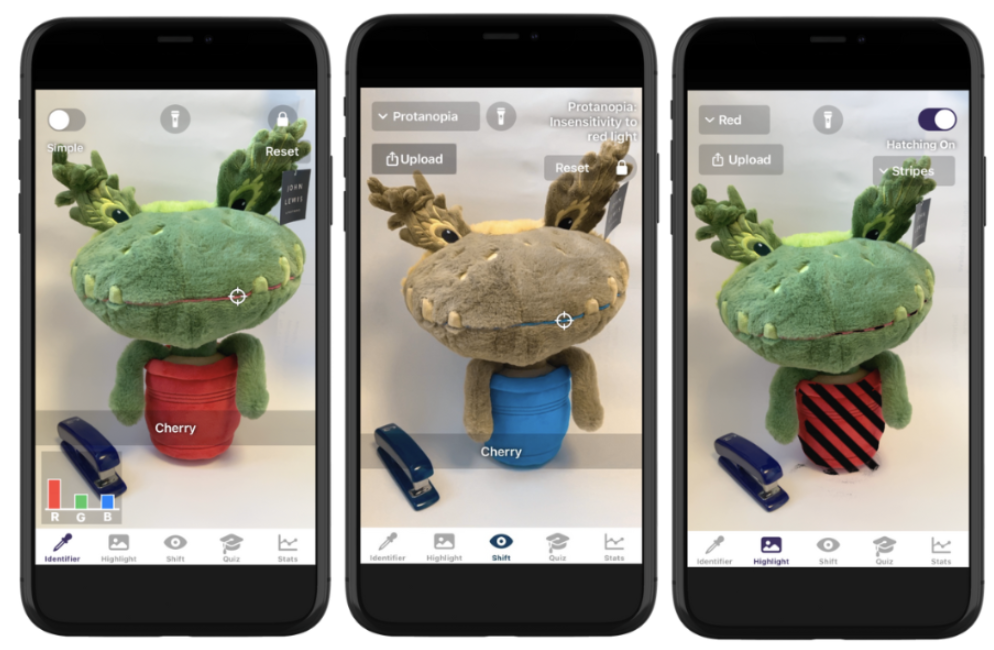 Simple
Reset
JOHN
LEWIS
Cherry
R G B
Identifier Highlight Shift Quiz Stats
Protanopia
Protanopia:
Insensitivity to
red light
Upload
Reset
Cherry
Identifier Highlight Shift Quiz Stats
Red
Hatching On
Upload
Stripes
Identifier Highlight Shift Quiz Stats